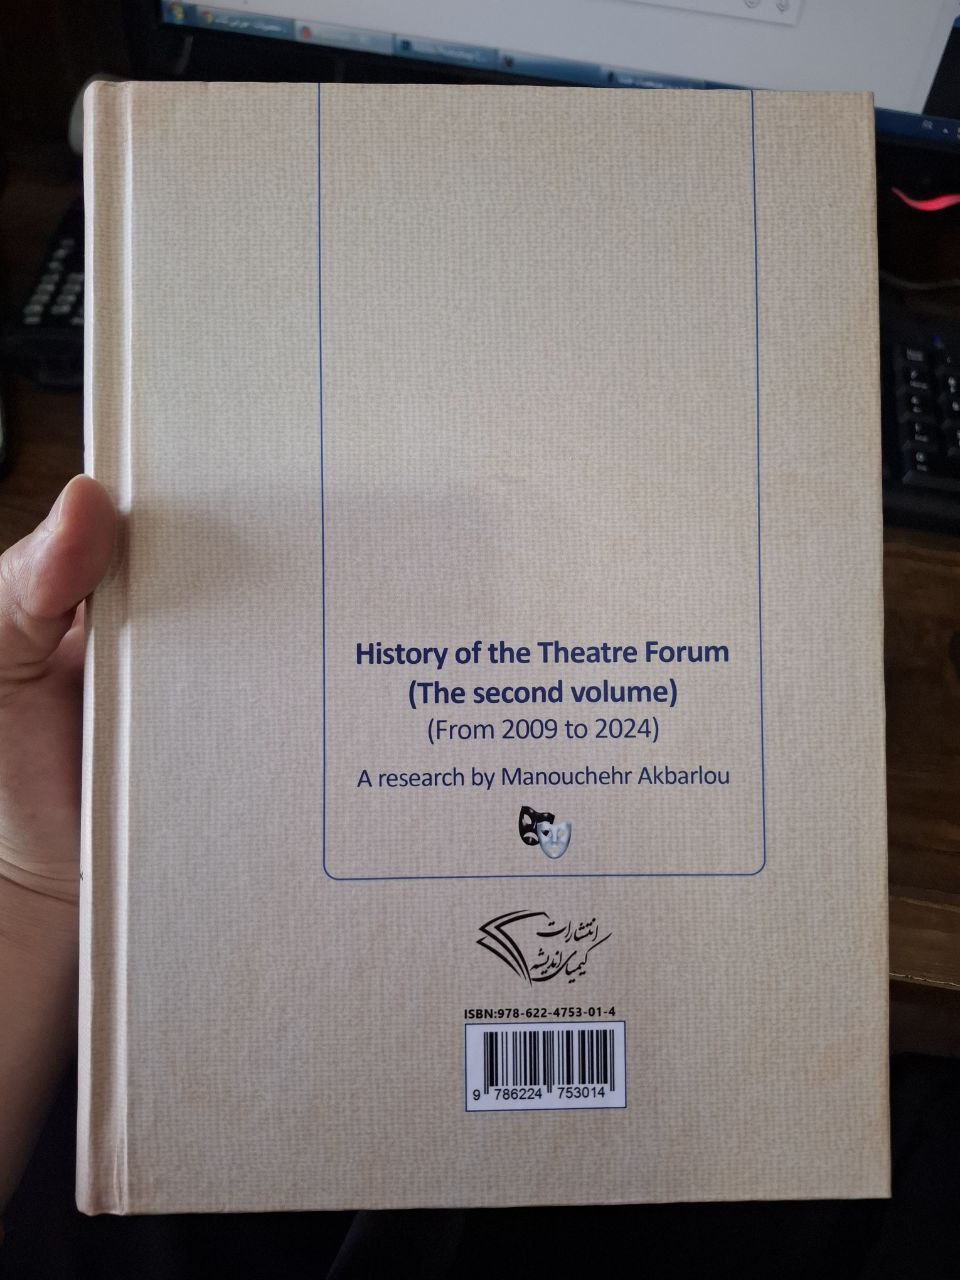 History of the Theatre Forum
(The second volume)
(From 2009 to 2024)
A research by Manouchehr Akbarlou
انتشارات
کیمیای اندیشه
ISBN:978-622-4753-01-4
9 786224 753014